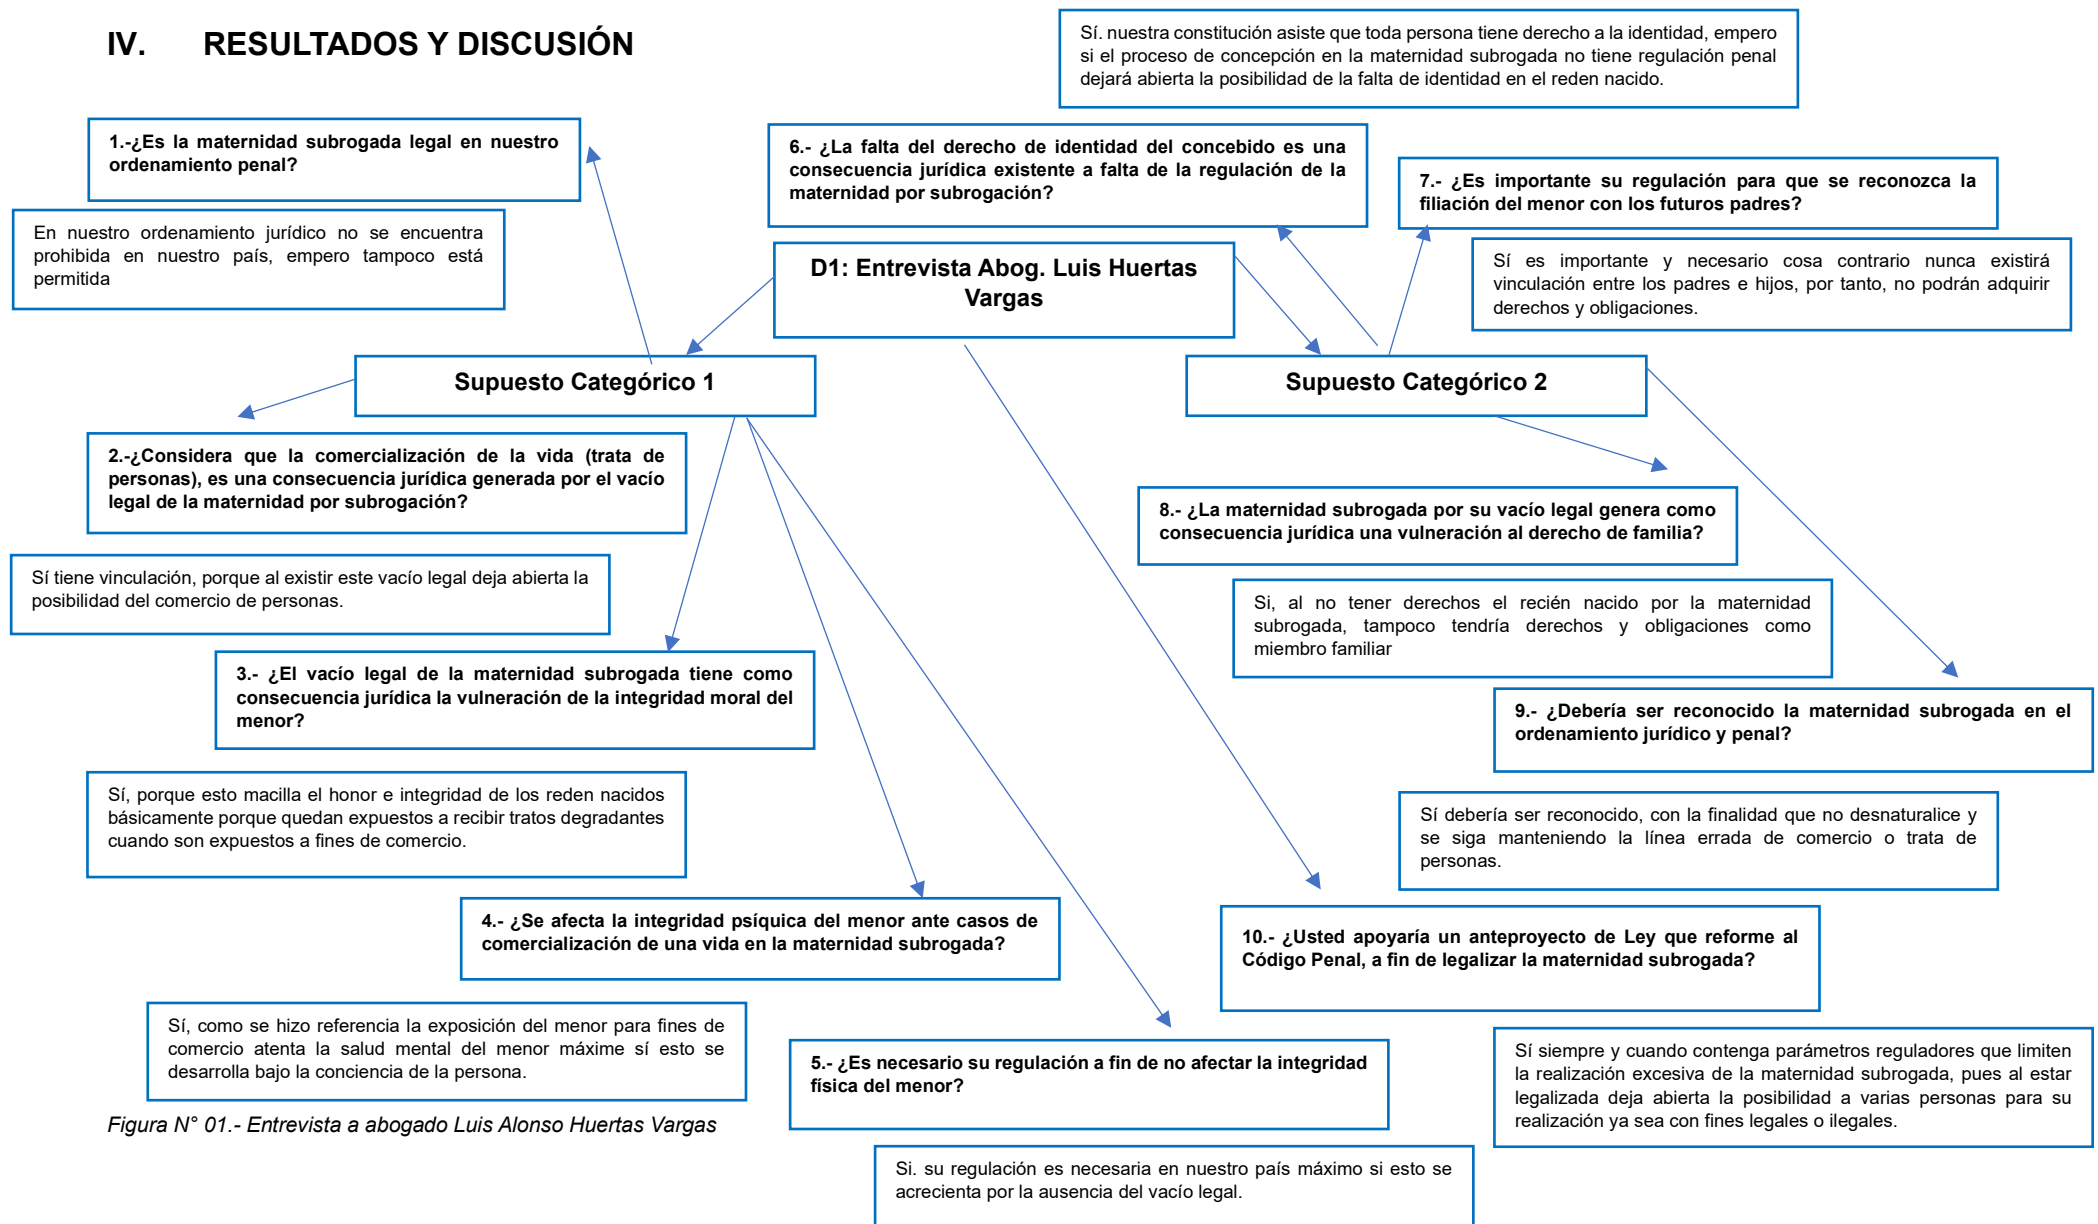 IV. RESULTADOS Y DISCUSIÓN
Sí. nuestra constitución asiste que toda persona tiene derecho a la identidad, empero
si el proceso de concepción en la maternidad subrogada no tiene regulación penal
dejará abierta la posibilidad de la falta de identidad en el reden nacido.
1.-¿Es la maternidad subrogada legal en nuestro
ordenamiento penal?
En nuestro ordenamiento jurídico no se encuentra
prohibida en nuestro país, empero tampoco está
permitida
6.- ¿La falta del derecho de identidad del concebido es una
consecuencia jurídica existente a falta de la regulación de la
maternidad por subrogación?
7.- ¿Es importante su regulación para que se reconozca la
filiación del menor con los futuros padres?
Sí es importante y necesario cosa contrario nunca existirá
vinculación entre los padres e hijos, por tanto, no podrán adquirir
derechos y obligaciones.
D1: Entrevista Abog. Luis Huertas
Vargas
Supuesto Categórico 1
Supuesto Categórico 2
2.-¿Considera que la comercialización de la vida (trata de
personas), es una consecuencia jurídica generada por el vacío
legal de la maternidad por subrogación?
Sí tiene vinculación, porque al existir este vacío legal deja abierta la
posibilidad del comercio de personas.
3.- ¿El vacío legal de la maternidad subrogada tiene como
consecuencia jurídica la vulneración de la integridad moral del
menor?
Sí, porque esto macilla el honor e integridad de los reden nacidos
básicamente porque quedan expuestos a recibir tratos degradantes
cuando son expuestos a fines de comercio.
4.- ¿Se afecta la integridad psíquica del menor ante casos de
comercialización de una vida en la maternidad subrogada?
Sí, como se hizo referencia la exposición del menor para fines de
comercio atenta la salud mental del menor máxime sí esto se
desarrolla bajo la conciencia de la persona.
5.- ¿Es necesario su regulación a fin de no afectar la integridad
física del menor?
Si. su regulación es necesaria en nuestro país máximo si esto se
acrecienta por la ausencia del vacío legal.
8.- ¿La maternidad subrogada por su vacío legal genera como
consecuencia jurídica una vulneración al derecho de familia?
Si, al no tener derechos el recién nacido por la maternidad
subrogada, tampoco tendría derechos y obligaciones como
miembro familiar
9.- ¿Debería ser reconocido la maternidad subrogada en el
ordenamiento jurídico y penal?
Sí debería ser reconocido, con la finalidad que no desnaturalice y
se siga manteniendo la línea errada de comercio o trata de
personas.
10.- ¿Usted apoyaría un anteproyecto de Ley que reforme al
Código Penal, a fin de legalizar la maternidad subrogada?
Sí siempre y cuando contenga parámetros reguladores que limiten
la realización excesiva de la maternidad subrogada, pues al estar
legalizada deja abierta la posibilidad a varias personas para su
realización ya sea con fines legales o ilegales.
Figura N° 01.- Entrevista a abogado Luis Alonso Huertas Vargas